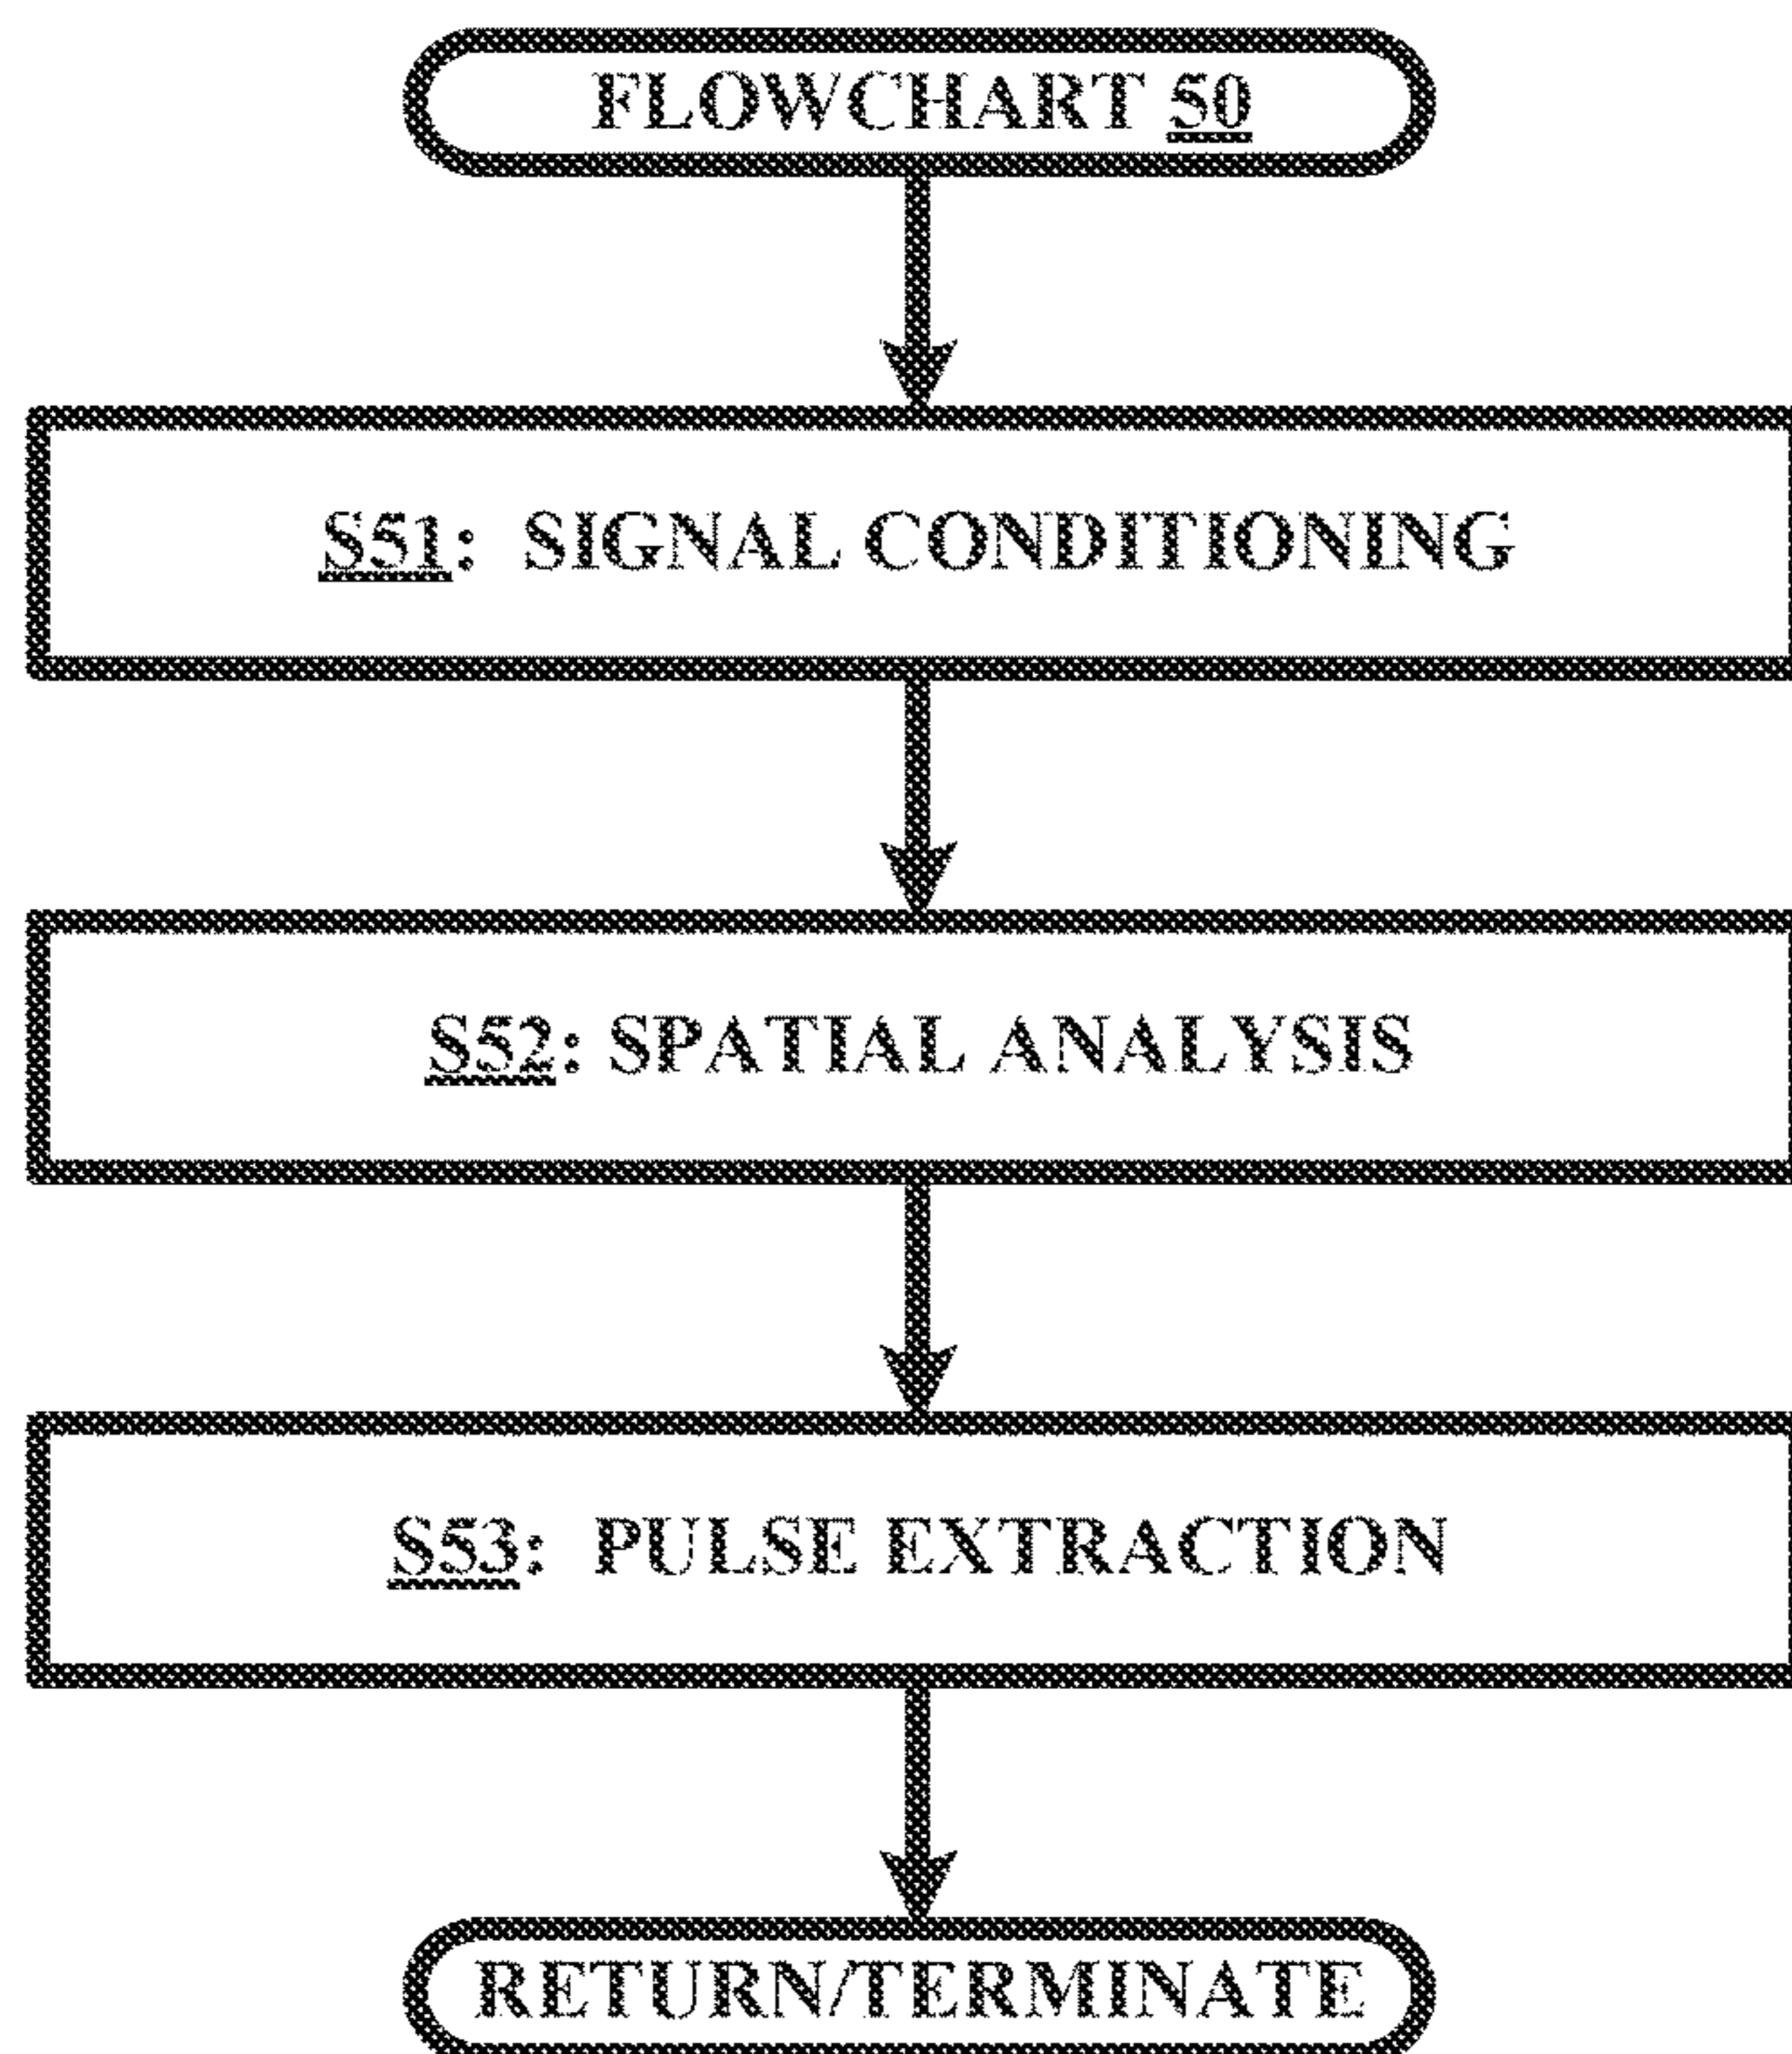 FLOWCHART 50
S51: SIGNAL CONDITIONING
S52: SPATIAL ANALYSIS
S53: PULSE EXTRACTION
RETURN/TERMINATE